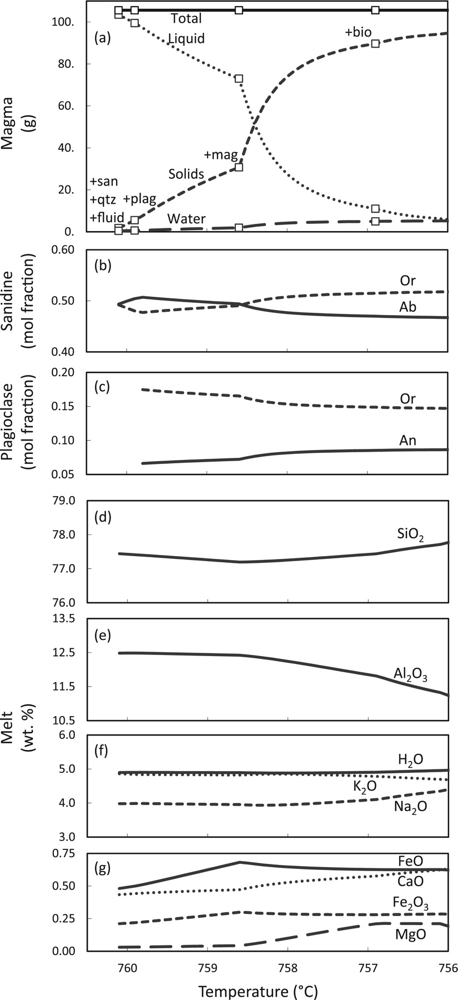 (a)
Total
Liquid
+bio
+mag
Solids
+san
+qtz +plag
+fluid
Water
100.
80.
60.
40.
20.
0.
Magma
(g)
(b)
Or
Ab
0.60
0.50
0.40
Sanidine
(mol fraction)
(c)
Or
An
0.20
0.15
0.10
0.05
Plagioclase
(mol fraction)
(d)
SiO₂
79.0
78.0
77.0
76.0
(e)
Al₂O₃
13.5
12.5
11.5
10.5
Melt
(wt. %)
(f)
H₂O
K₂O
Na₂O
6.0
5.0
4.0
3.0
(g)
FeO
CaO
Fe₂O₃
MgO
0.75
0.50
0.25
0.00
760 759 758 757 756
Temperature (°C)